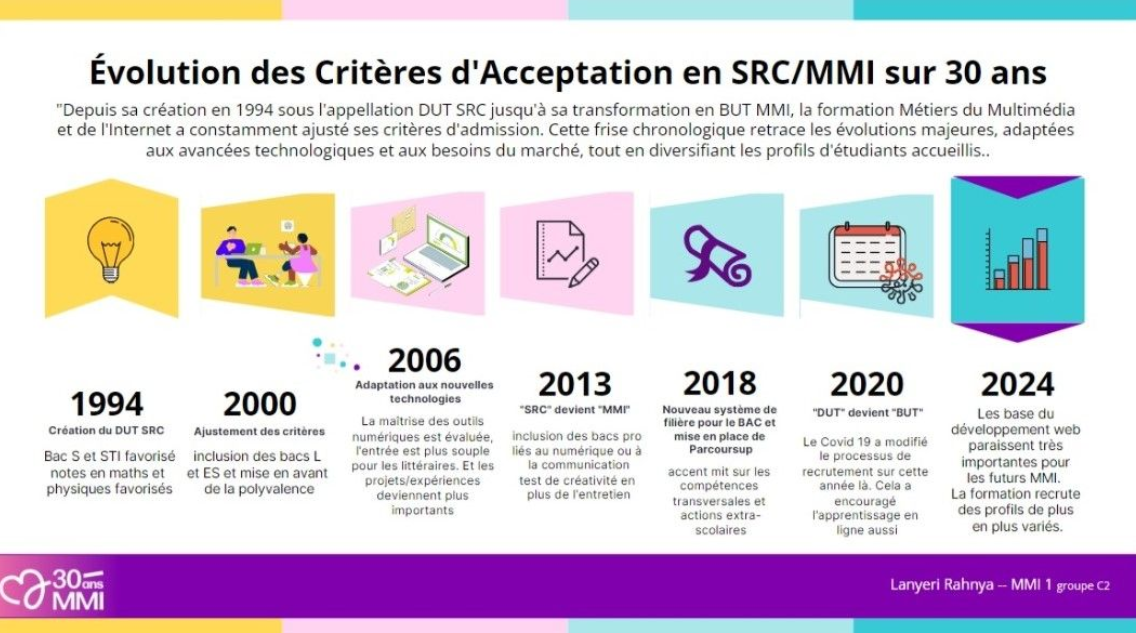 Évolution des Critères d'Acceptation en SRC/MMI sur 30 ans
"Depuis sa création en 1994 sous l'appellation DUT SRC jusqu'à sa transformation en BUT MMI, la formation Métiers du Multimédia
et de l'Internet a constamment ajusté ses critères d'admission. Cette frise chronologique retrace les évolutions majeures, adaptées
aux avancées technologiques et aux besoins du marché, tout en diversifiant les profils d'étudiants accueillis..
1994
Création du DUT SRC
Bac S et STI favorisé
notes en maths et
physiques favorisés
2000
Ajustement des critères
inclusion des bacs L
et ES et mise en avant
de la polyvalence
2006
Adaptation aux nouvelles
technologies
La maîtrise des outils
numériques est évaluée,
l'entrée est plus souple
pour les littéraires. Et les
projets/expériences
deviennent plus
importants
2013
"SRC" devient "MMI"
inclusion des bacs pro
liés au numérique ou à
la communication
test de créativité en
plus de l'entretien
2018
Nouveau système de
filière pour le BAC et
mise en place de
Parcoursup
accent mit sur les
compétences
transversales et
actions extra-
scolaires
2020
"DUT" devient "BUT"
Le Covid 19 a modifié
le processus de
recrutement sur cette
année là. Cela a
encouragé
l'apprentissage en
ligne aussi
2024
Les base du
développement web
paraissent très
importantes pour
les futurs MMI.
La formation recrute
des profils de plus
en plus variés.
30 ans
MMI
Lanyeri Rahnya -- MMI 1 groupe C2